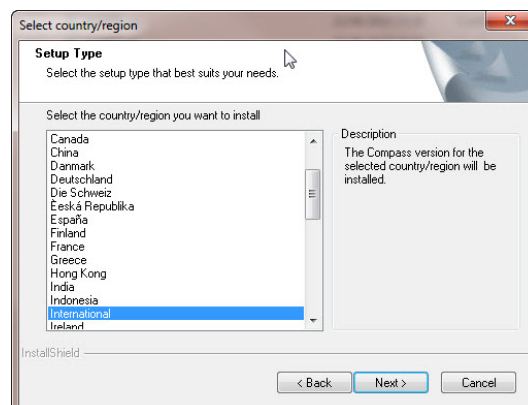 Select country/region
Setup Type
Select the setup type that best suits your needs.
Select the country/region you want to install
Canada
China
Danmark
Deutschland
Die Schweiz
Èeská Republika
España
Finland
France
Greece
Hong Kong
India
Indonesia
International
Ireland
Description
The Compass version for the
selected country/region will be
installed.
InstallShield
< Back
Next >
Cancel